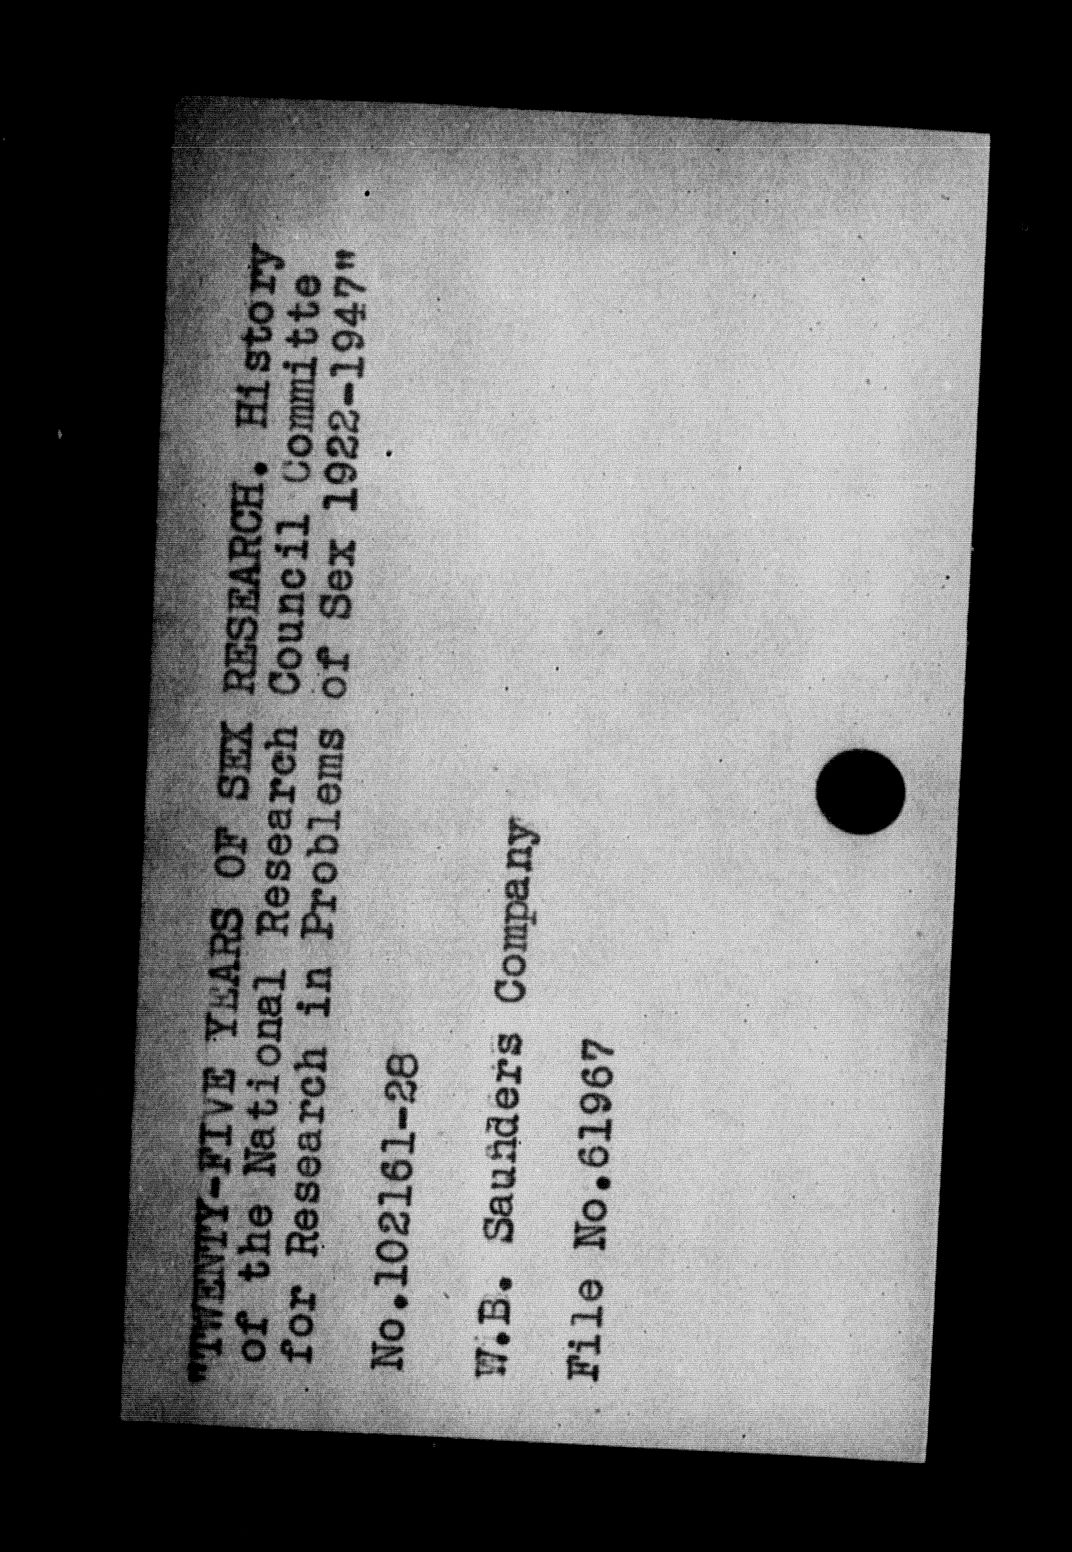 "TWENTY-FIVE YEARS OF SEX RESEARCH. History
of the National Research Council Committe
for Research in Problems of Sex 1922-1947"
No.10216l-28
W.B. Saunders Company
File No.61967